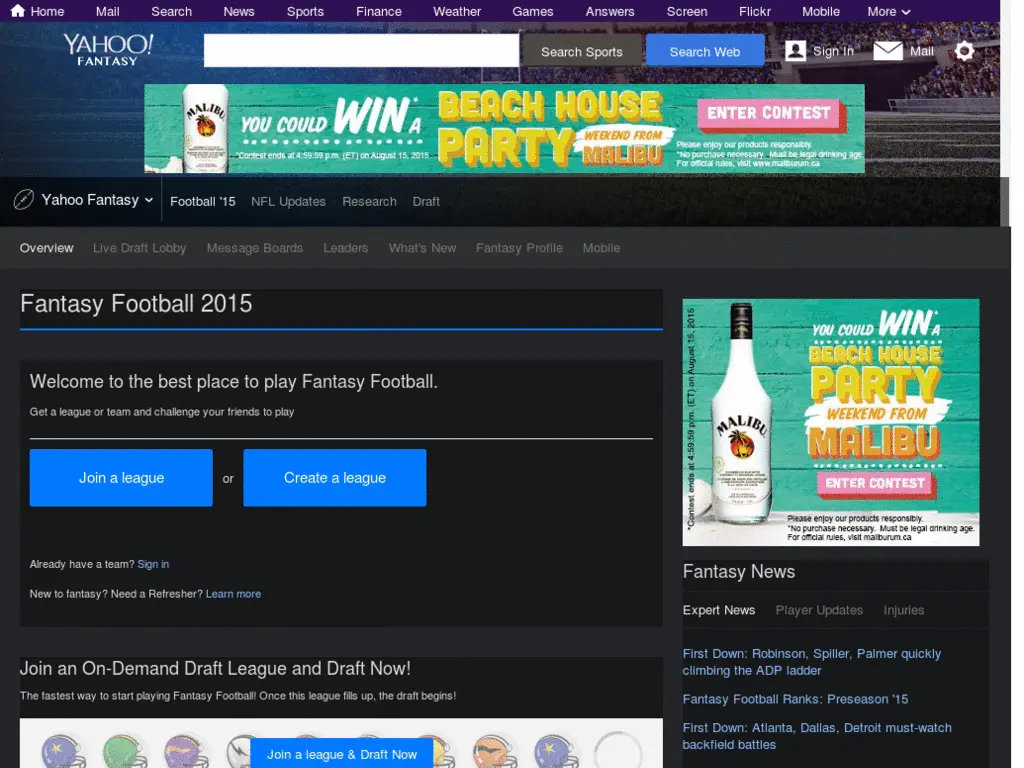 Home Mail Search News Sports Finance Weather Games Answers Screen Flickr Mobile More
YAHOO!
FANTASY
Search Sports
Search Web
Sign In
Mail
MALIBU
YOU COULD WIN* A
BEACH HOUSE
PARTY
WEEKEND FROM
MALIBU
*Contest ends at 4:59:59 p.m. (ET) on August 15, 2015
ENTER CONTEST
Please enjoy our products responsibly.
*No purchase necessary. Must be legal drinking age
For official rules, visit www.maliburum.ca
Yahoo Fantasy
Football '15 NFL Updates Research Draft
Overview Live Draft Lobby Message Boards Leaders What's New Fantasy Profile Mobile
Fantasy Football 2015
Welcome to the best place to play Fantasy Football.
Get a league or team and challenge your friends to play
Join a league or Create a league
Already have a team? Sign in
New to fantasy? Need a Refresher? Learn more
Join an On-Demand Draft League and Draft Now!
The fastest way to start playing Fantasy Football! Once this league fills up, the draft begins!
Join a league & Draft Now
*Contest ends at 4:59:59 p.m. (ET) on August 15, 2015
MALIBU
YOU COULD WIN* A
BEACH HOUSE
PARTY
WEEKEND FROM
MALIBU
ENTER CONTEST
Please enjoy our products responsibly.
*No purchase necessary. Must be legal drinking age.
For official rules, visit maliburum.ca
Fantasy News
Expert News Player Updates Injuries
First Down: Robinson, Spiller, Palmer quickly
climbing the ADP ladder
Fantasy Football Ranks: Preseason '15
First Down: Atlanta, Dallas, Detroit must-watch
backfield battles